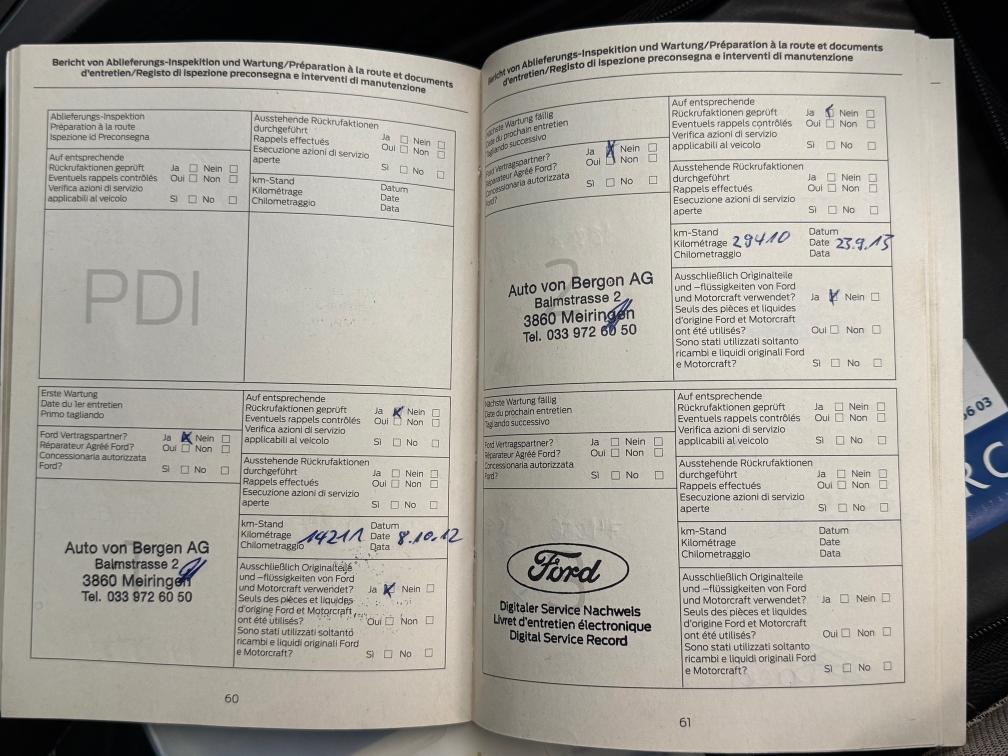 Bericht von Ablieferungs-Inspektion und Wartung/Préparation à la route et documents
d'entretien/Registo di ispezione preconsegna e interventi di manutenzione
Ablieferungs-Inspektion
Préparation à la route
Ispezione id Preconsegna
Auf entsprechende
Rückrufaktionen geprüft Ja Nein
Eventuels rappels contrôlés Oui Non
Verifica azioni di servizio
applicabili al veicolo Sì No
Ausstehende Rückrufaktionen
durchgeführt Ja Nein
Rappels effectués Oui Non
Esecuzione azioni di servizio
aperte Sì No
km-Stand Datum
Kilométrage Date
Chilometraggio Data
PDI
Erste Wartung
Date du 1er entretien
Primo tagliando
Ford Vertragspartner? Ja Nein
Réparateur Agréé Ford? Oui Non
Concessionaria autorizzata
Ford? Sì No
Auto von Bergen AG
Balmstrasse 2
3860 Meiringen
Tel. 033 972 60 50
Auf entsprechende
Rückrufaktionen geprüft Ja Nein
Eventuels rappels contrôlés Oui Non
Verifica azioni di servizio
applicabili al veicolo Sì No
Ausstehende Rückrufaktionen
durchgeführt Ja Nein
Rappels effectués Oui Non
Esecuzione azioni di servizio
aperte Sì No
km-Stand Datum
Kilométrage 14211 Date 8.10.12
Chilometraggio Data
Ausschließlich Originalteile
und -flüssigkeiten von Ford
und Motorcraft verwendet? Ja Nein
Seuls des pièces et liquides
d'origine Ford et Motorcraft
ont été utilisés? Oui Non
Sono stati utilizzati soltanto
ricambi e liquidi originali Ford
e Motorcraft? Sì No
60
Bericht von Ablieferungs-Inspektion und Wartung/Préparation à la route et documents
d'entretien/Registo di ispezione preconsegna e interventi di manutenzione
Nächste Wartung fällig
Date du prochain entretien
Tagliando successivo
Ford Vertragspartner? Ja Nein
Réparateur Agréé Ford? Oui Non
Concessionaria autorizzata
Ford? Sì No
Auto von Bergen AG
Balmstrasse 2
3860 Meiringen
Tel. 033 972 60 50
Auf entsprechende
Rückrufaktionen geprüft Ja Nein
Eventuels rappels contrôlés Oui Non
Verifica azioni di servizio
applicabili al veicolo Sì No
Ausstehende Rückrufaktionen
durchgeführt Ja Nein
Rappels effectués Oui Non
Esecuzione azioni di servizio
aperte Sì No
km-Stand Datum
Kilométrage 29410 Date 23.9.13
Chilometraggio Data
Ausschließlich Originalteile
und -flüssigkeiten von Ford
und Motorcraft verwendet? Ja Nein
Seuls des pièces et liquides
d'origine Ford et Motorcraft
ont été utilisés? Oui Non
Sono stati utilizzati soltanto
ricambi e liquidi originali Ford
e Motorcraft? Sì No
Nächste Wartung fällig
Date du prochain entretien
Tagliando successivo
Ford Vertragspartner? Ja Nein
Réparateur Agréé Ford? Oui Non
Concessionaria autorizzata
Ford? Sì No
Ford
Digitaler Service Nachweis
Livret d'entretien électronique
Digital Service Record
Auf entsprechende
Rückrufaktionen geprüft Ja Nein
Eventuels rappels contrôlés Oui Non
Verifica azioni di servizio
applicabili al veicolo Sì No
Ausstehende Rückrufaktionen
durchgeführt Ja Nein
Rappels effectués Oui Non
Esecuzione azioni di servizio
aperte Sì No
km-Stand Datum
Kilométrage Date
Chilometraggio Data
Ausschließlich Originalteile
und -flüssigkeiten von Ford
und Motorcraft verwendet? Ja Nein
Seuls des pièces et liquides
d'origine Ford et Motorcraft
ont été utilisés? Oui Non
Sono stati utilizzati soltanto
ricambi e liquidi originali Ford
e Motorcraft? Sì No
61